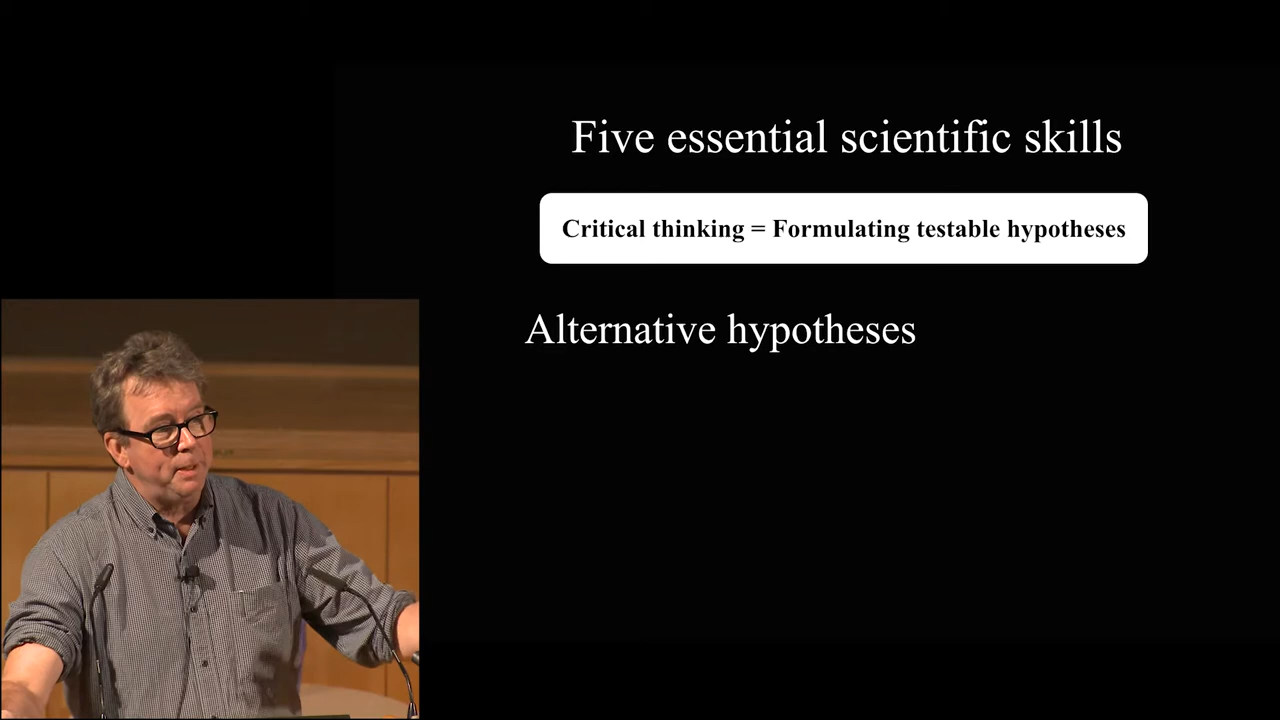 Five essential scientific skills
Critical thinking = Formulating testable hypotheses
Alternative hypotheses